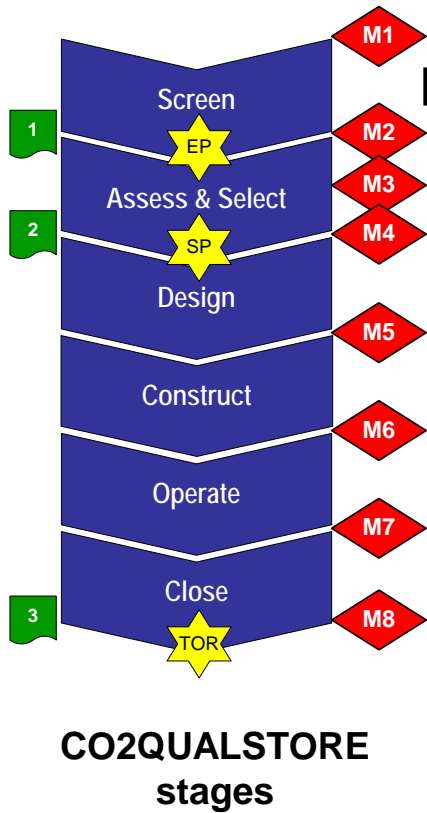 M1
Screen
1
M2
EP
M3
Assess & Select
2
M4
SP
Design
M5
Construct
M6
Operate
M7
Close
3
M8
TOR
CO2QUALSTORE
stages